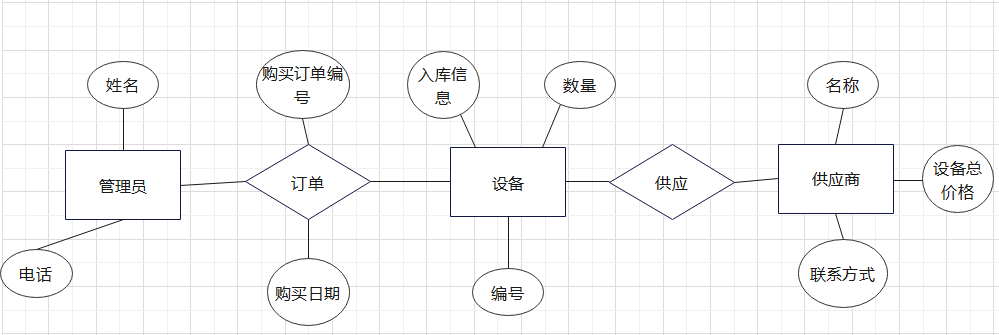 姓名
购买订单编
号
入库信
息
数量
名称
管理员
订单
设备
供应
供应商
设备总
价格
电话
购买日期
编号
联系方式